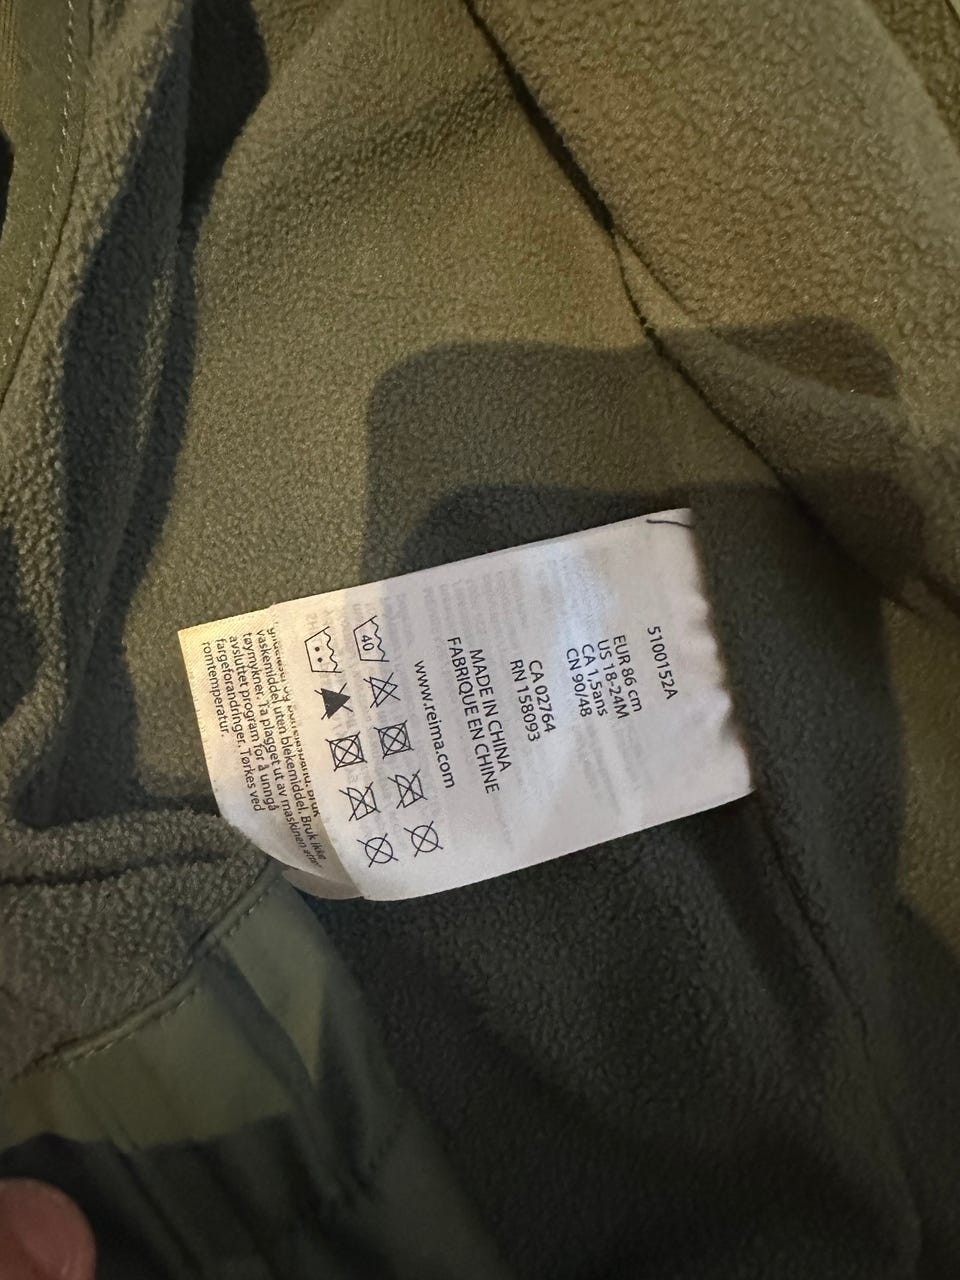 5100152A
EUR 86 cm
US 18-24M
CA 1,5ans
CN 90/48
CA 02764
RN 158093
MADE IN CHINA
FABRIQUE EN CHINE
www.reima.com
40
vaskemiddel uten blekemiddel. Bruk ikke
tøymykner. Ta plagget ut av maskinen
avsluttet program for å unngå
fargeforandringer. Tørkes ved
romtemperatur.